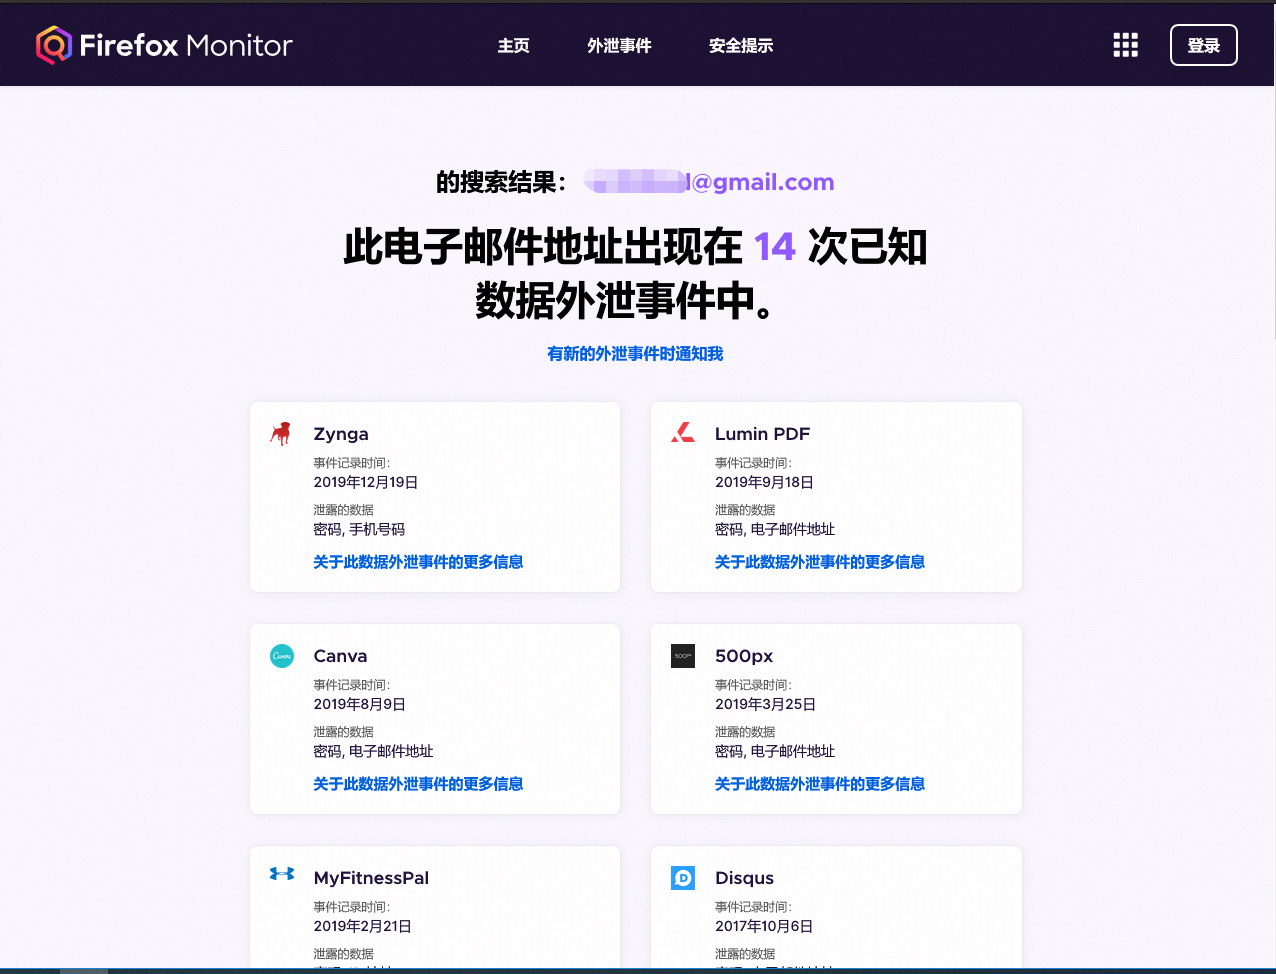 Firefox Monitor
主页
外泄事件
安全提示
登录
的搜索结果： l@gmail.com
此电子邮件地址出现在 14 次已知
数据外泄事件中。
有新的外泄事件时通知我
Zynga
事件记录时间：
2019年12月19日
泄露的数据
密码, 手机号码
关于此数据外泄事件的更多信息
Lumin PDF
事件记录时间：
2019年9月18日
泄露的数据
密码, 电子邮件地址
关于此数据外泄事件的更多信息
Canva
Canva
事件记录时间：
2019年8月9日
泄露的数据
密码, 电子邮件地址
关于此数据外泄事件的更多信息
500px
500px
事件记录时间：
2019年3月25日
泄露的数据
密码, 电子邮件地址
关于此数据外泄事件的更多信息
MyFitnessPal
事件记录时间：
2019年2月21日
泄露的数据
D
Disqus
事件记录时间：
2017年10月6日
泄露的数据